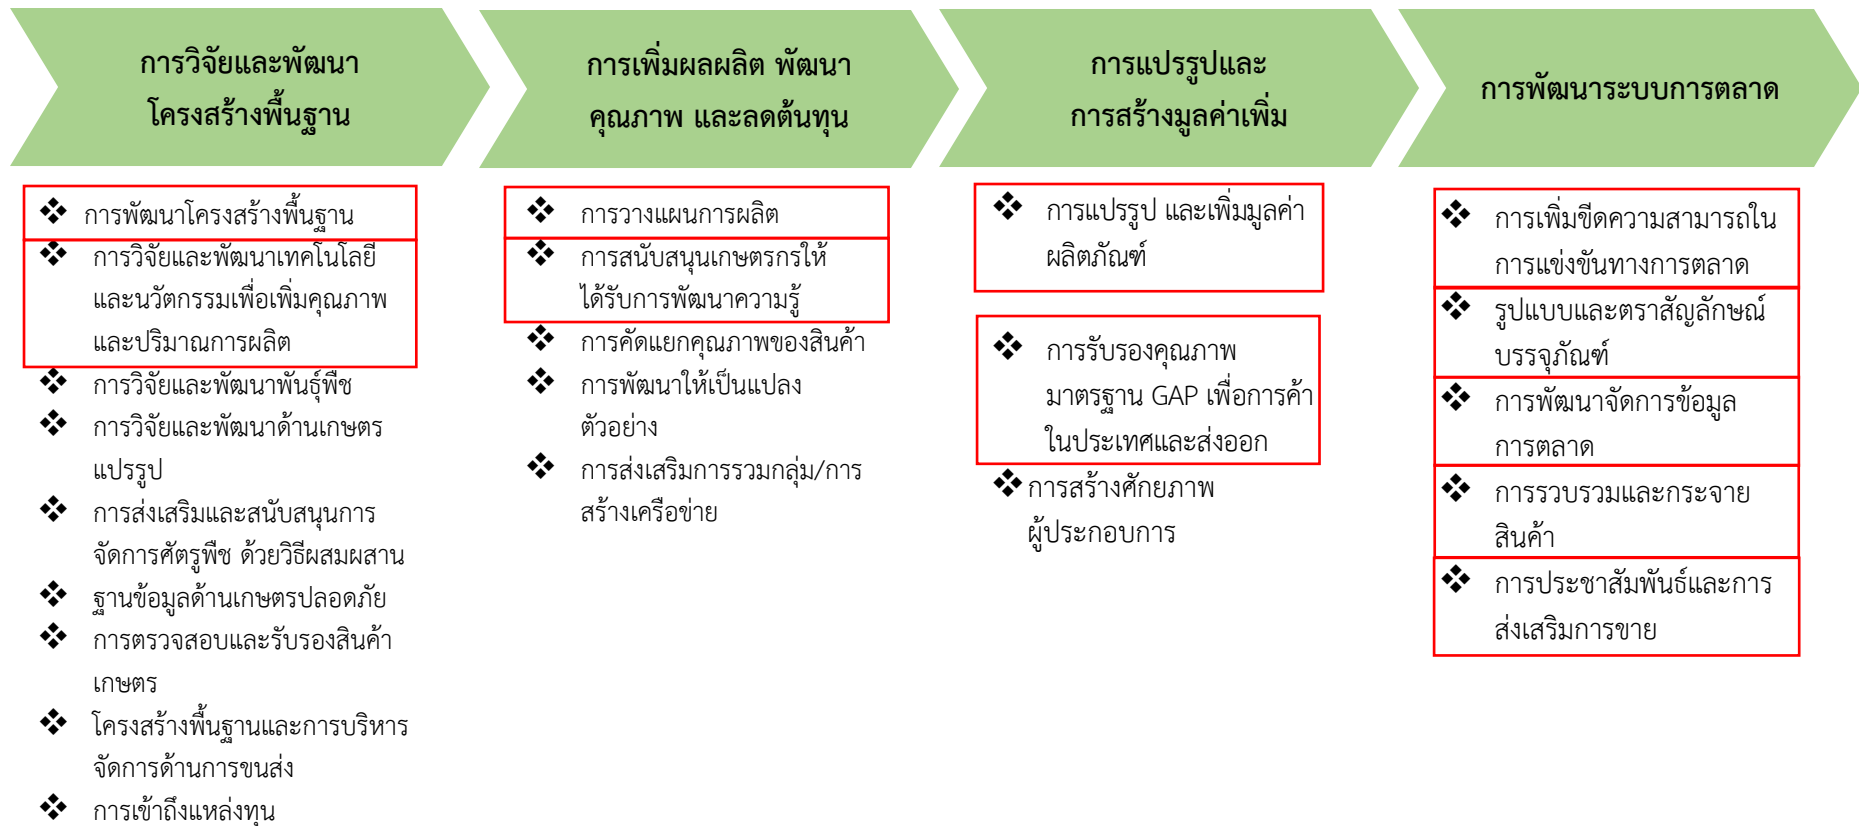 การวิจัยและพัฒนา
โครงสร้างพื้นฐาน
การเพิ่มผลผลิต พัฒนา
คุณภาพ และลดต้นทุน
การแปรรูปและ
การสร้างมูลค่าเพิ่ม
การพัฒนาระบบการตลาด
❖ การพัฒนาโครงสร้างพื้นฐาน
❖ การวิจัยและพัฒนาเทคโนโลยี
และนวัตกรรมเพื่อเพิ่มคุณภาพ
และปริมาณการผลิต
❖ การวิจัยและพัฒนาพันธุ์พืช
❖ การวิจัยและพัฒนาด้านเกษตร
แปรรูป
❖ การส่งเสริมและสนับสนุนการ
จัดการศัตรูพืช ด้วยวิธีผสมผสาน
❖ ฐานข้อมูลด้านเกษตรปลอดภัย
❖ การตรวจสอบและรับรองสินค้า
เกษตร
❖ โครงสร้างพื้นฐานและการบริหาร
จัดการด้านการขนส่ง
❖ การเข้าถึงแหล่งทุน
❖ การวางแผนการผลิต
❖ การสนับสนุนเกษตรกรให้
ได้รับการพัฒนาความรู้
❖ การคัดแยกคุณภาพของสินค้า
❖ การพัฒนาให้เป็นแปลง
ตัวอย่าง
❖ การส่งเสริมการรวมกลุ่ม/การ
สร้างเครือข่าย
❖ การแปรรูป และเพิ่มมูลค่า
ผลิตภัณฑ์
❖ การรับรองคุณภาพ
มาตรฐาน GAP เพื่อการค้า
ในประเทศและส่งออก
❖ การสร้างศักยภาพ
ผู้ประกอบการ
❖ การเพิ่มขีดความสามารถใน
การแข่งขันทางการตลาด
❖ รูปแบบและตราสัญลักษณ์
บรรจุภัณฑ์
❖ การพัฒนาจัดการข้อมูล
การตลาด
❖ การรวบรวมและกระจาย
สินค้า
❖ การประชาสัมพันธ์และการ
ส่งเสริมการขาย